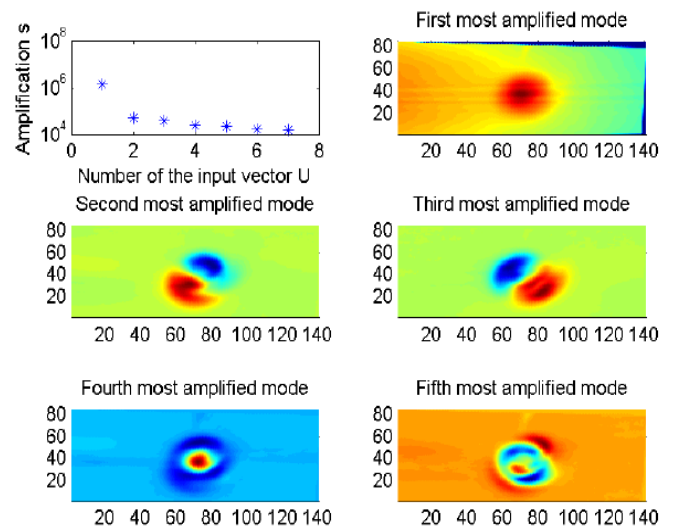 First most amplified mode
Amplification s
10^8
10^6
10^4
0 2 4 6 8
Number of the input vector U
80
60
40
20
20 40 60 80 100 120 140
Second most amplified mode
80
60
40
20
20 40 60 80 100 120 140
Third most amplified mode
80
60
40
20
20 40 60 80 100 120 140
Fourth most amplified mode
80
60
40
20
20 40 60 80 100 120 140
Fifth most amplified mode
80
60
40
20
20 40 60 80 100 120 140